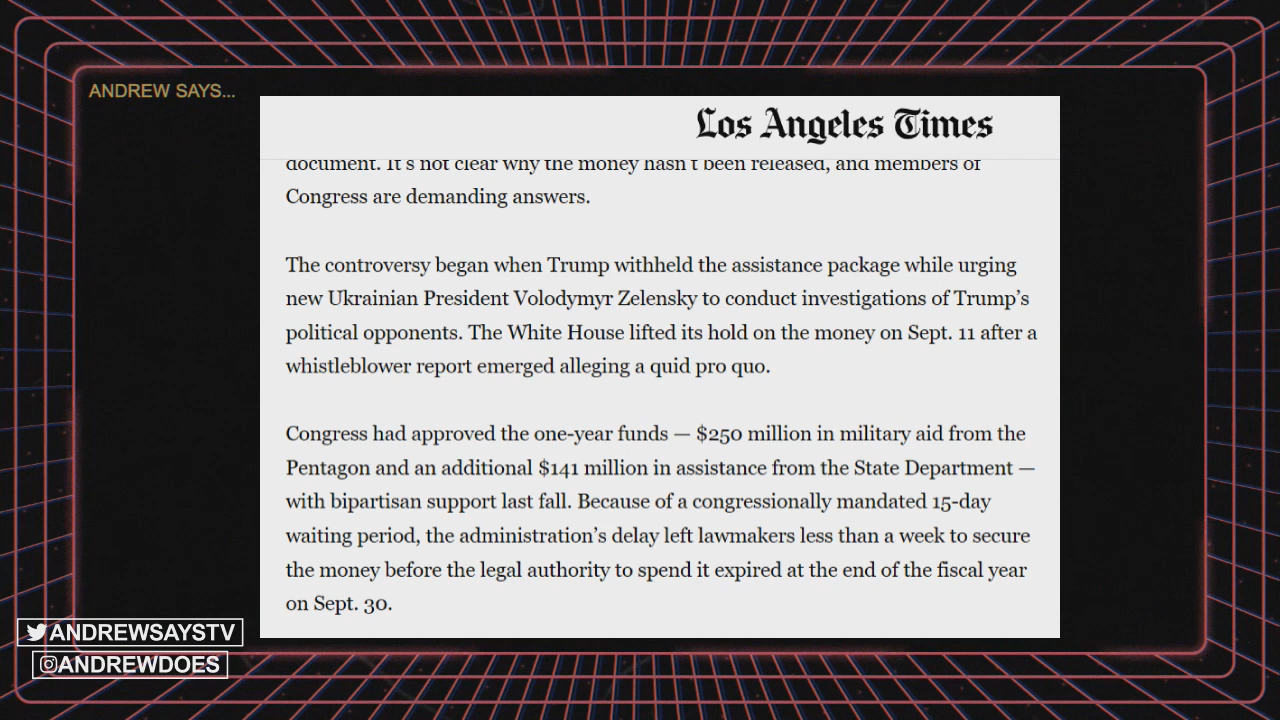 ANDREW SAYS...
Los Angeles Times
document. It's not clear why the money hasn't been released, and members of
Congress are demanding answers.
The controversy began when Trump withheld the assistance package while urging
new Ukrainian President Volodymyr Zelensky to conduct investigations of Trump's
political opponents. The White House lifted its hold on the money on Sept. 11 after a
whistleblower report emerged alleging a quid pro quo.
Congress had approved the one-year funds — $250 million in military aid from the
Pentagon and an additional $141 million in assistance from the State Department —
with bipartisan support last fall. Because of a congressionally mandated 15-day
waiting period, the administration's delay left lawmakers less than a week to secure
the money before the legal authority to spend it expired at the end of the fiscal year
on Sept. 30.
ANDREWSAYSTV
@ANDREWDOES